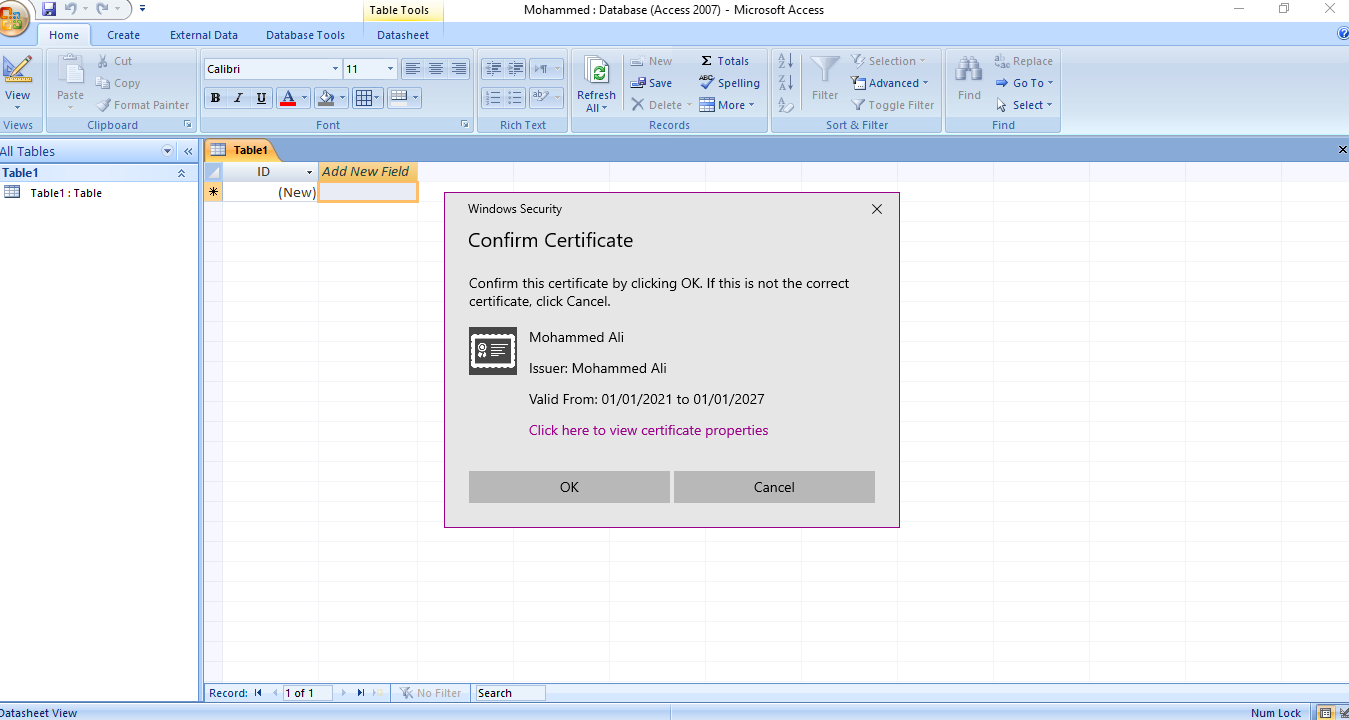 Table Tools
Mohammed : Database (Access 2007) - Microsoft Access
Home Create External Data Database Tools Datasheet
View
Views
Paste
Cut
Copy
Format Painter
Clipboard
Calibri 11
B I U A
Font
Rich Text
Refresh
All
New
Save
Delete
Σ Totals
ABC Spelling
More
Records
Filter
Selection
Advanced
Toggle Filter
Sort & Filter
Find
Replace
Go To
Select
Find
All Tables
Table1
Table1 : Table
Table1
ID Add New Field
(New)
Windows Security
Confirm Certificate
Confirm this certificate by clicking OK. If this is not the correct
certificate, click Cancel.
Mohammed Ali
Issuer: Mohammed Ali
Valid From: 01/01/2021 to 01/01/2027
Click here to view certificate properties
OK Cancel
Record: 1 of 1 No Filter Search
Datasheet View
Num Lock